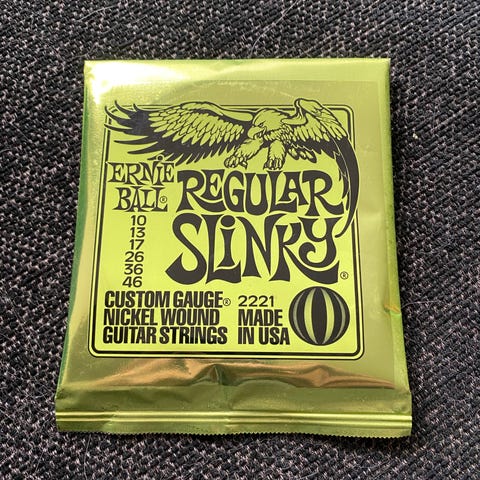 ERNIE
BALL®
REGULAR
SLINKY®
10
13
17
26
36
46
CUSTOM GAUGE®
NICKEL WOUND
GUITAR STRINGS
2221
MADE
IN USA